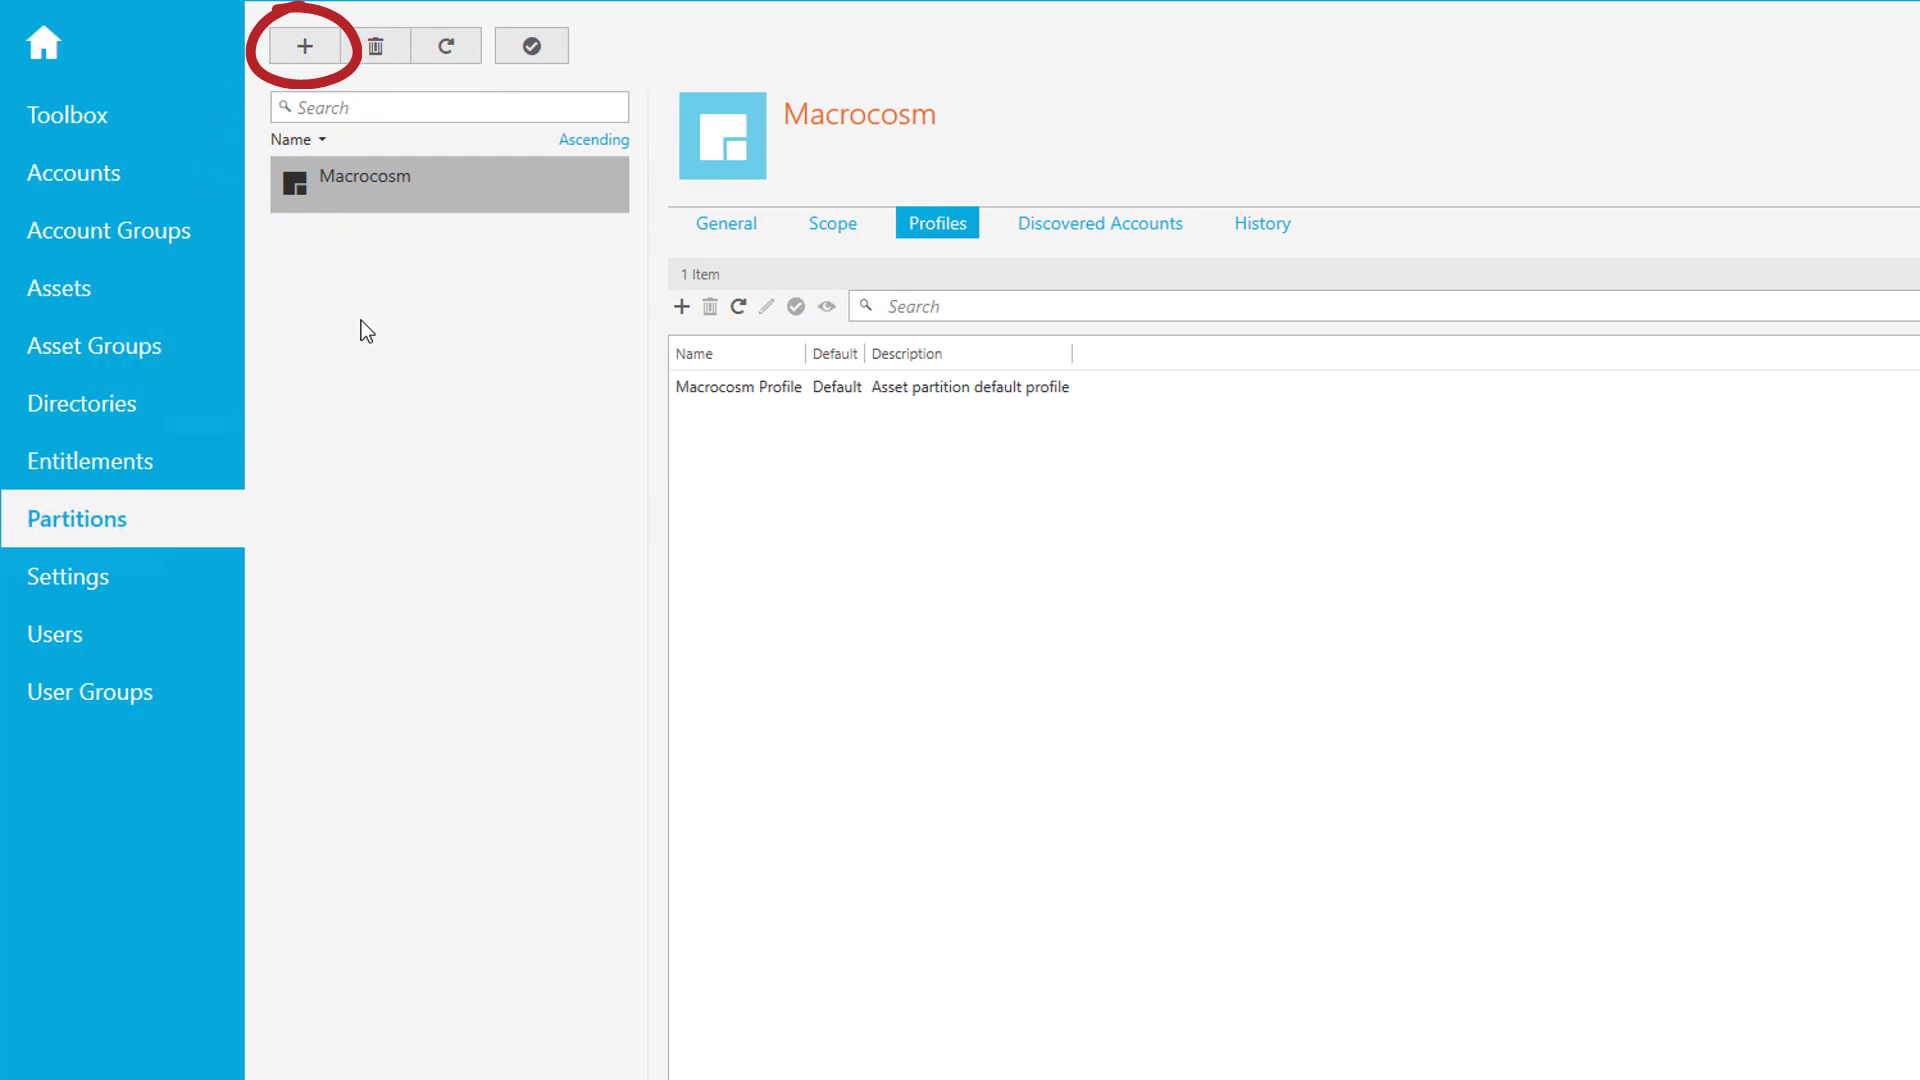 Toolbox
Accounts
Account Groups
Assets
Asset Groups
Directories
Entitlements
Partitions
Settings
Users
User Groups
Search
Name Ascending
Macrocosm
Macrocosm
General Scope Profiles Discovered Accounts History
1 Item
Search
Name Default Description
Macrocosm Profile Default Asset partition default profile